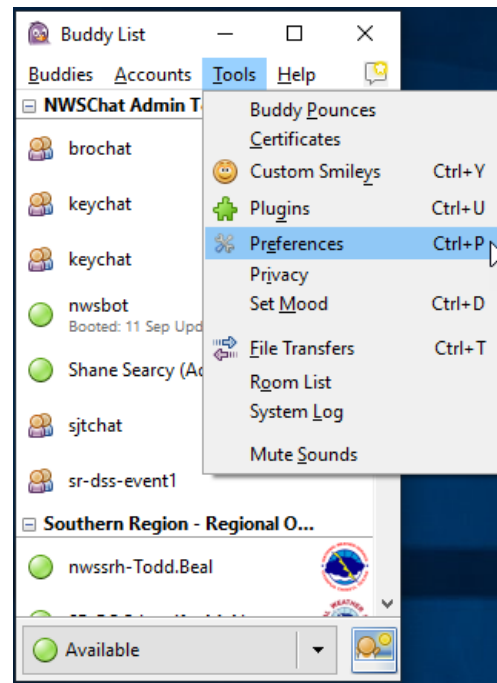 Buddy List
Buddies Accounts Tools Help
NWSChat Admin
brochat
keychat
keychat
nwsbot
Booted: 11 Sep
Shane Searcy
sjtchat
sr-dss-event1
Southern Region - Regional O...
nwssrh-Todd.Beal
Available
Buddy Pounces
Certificates
Custom Smileys Ctrl+Y
Plugins Ctrl+U
Preferences Ctrl+P
Privacy
Set Mood Ctrl+D
File Transfers Ctrl+T
Room List
System Log
Mute Sounds